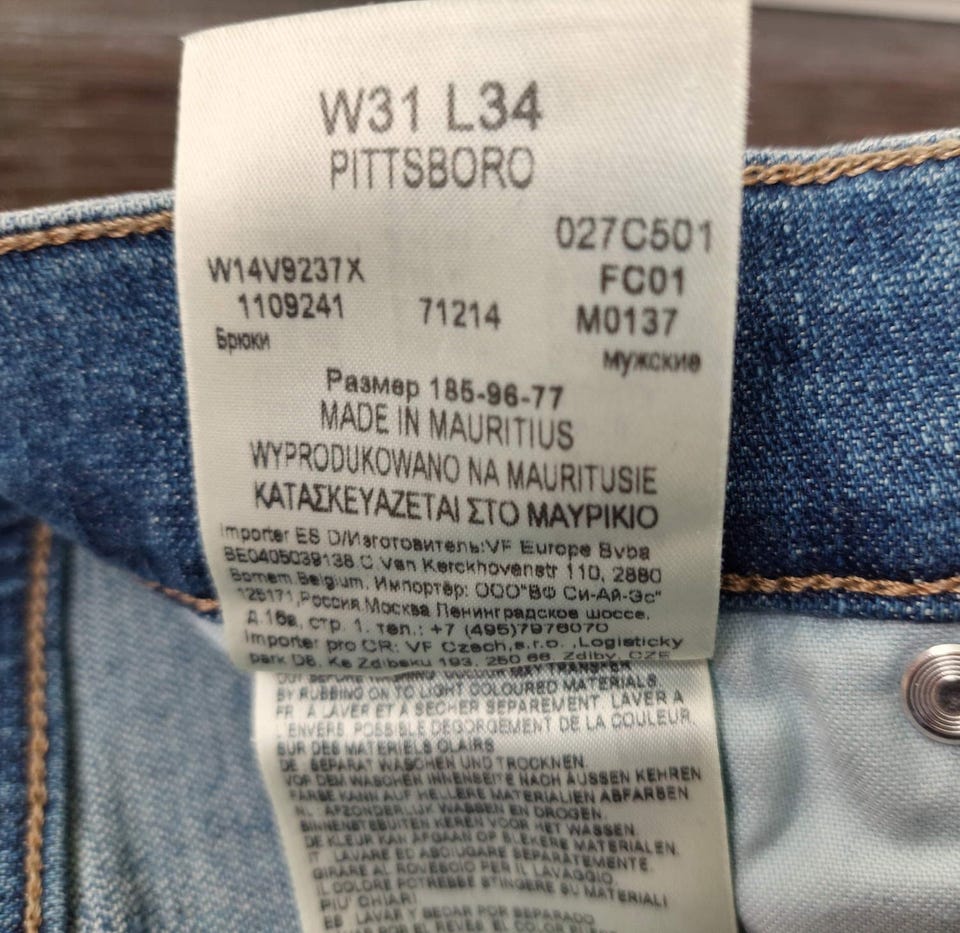 W31 L34
PITTSBORO
027C501
W14V9237X FC01
1109241 71214 M0137
Брюки мужские
Размер 185-96-77
MADE IN MAURITIUS
WYPRODUKOWANO NA MAURITUSIE
ΚΑΤΑΣΚΕΥΑΖΕΤΑΙ ΣΤΟ ΜΑΥΡΙΚΙΟ
Importer ES D/Изготовитель:VF Europe Bvba
BE0405039138 C.Van Kerckhovenstr 110, 2880
Bornem.Belgium. Импортёр: ООО"ВФ Си-Ай-Эс"
125171,Россия.Москва Ленинградское шоссе,
д.16а, стр. 1. тел.: +7 (495)7976070
Importer pro CR: VF Czech,s.r.o. ,Logisticky
park D8, Ke Zdibsku 193, 250 66 Zdiby, CZE
BY RUBBING ON TO LIGHT COLOURED MATERIALS.
FR A LAVER ET A SECHER SEPAREMENT. LAVER A
L ENVERS. POSSIBLE DEGORGEMENT DE LA COULEUR.
SUR DES MATERIELS CLAIRS
DE SEPARAT WASCHEN UND TROCKNEN.
VOR DEM WASCHEN INNENSEITE NACH AUSSEN KEHREN
FARBE KANN AUF HELLERE MATERIALIEN ABFARBEN
NL AFZONDERLIJK WASSEN EN DROGEN.
BINNENSTEBUITEN KEREN VOOR HET WASSEN.
DE KLEUR KAN AFGAAN OP BLEKERE MATERIALEN.
IT LAVARE ED ASCIUGARE SEPARATEMENTE.
GIRARE AL ROVESCIO PER IL LAVAGGIO.
IL COLORE POTREBBE STINGERE SU MATERIALI
PIU' CHIARI
ES LAVAR Y SECAR POR SEPARADO